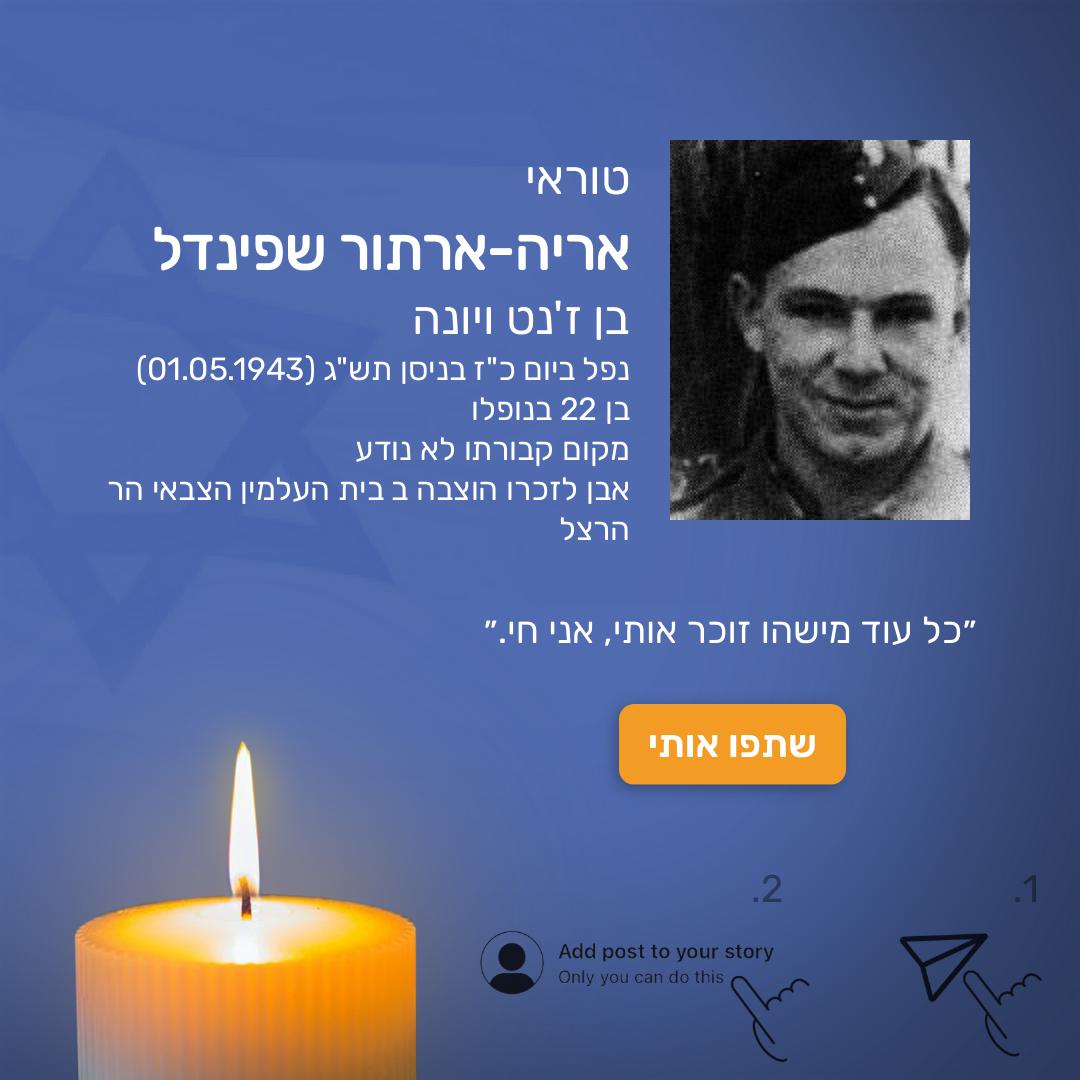 טוראי
אריה-ארתור שפינדל
בן ז'נט ויונה
נפל ביום כ"ז בניסן תש"ג (01.05.1943)
בן 22 בנופלו
מקום קבורתו לא נודע
אבן לזכרו הוצבה ב בית העלמין הצבאי הר
הרצל
״כל עוד מישהו זוכר אותי, אני חי.״
שתפו אותי
.1
.2
Add post to your story
Only you can do this